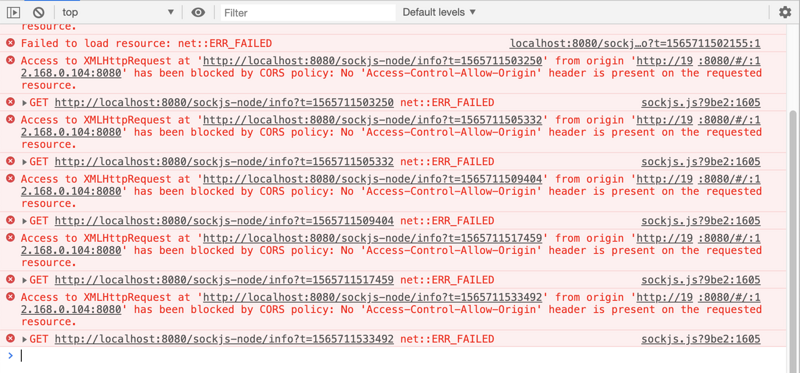 top ▼ Filter Default levels ▼
resource.
Failed to load resource: net::ERR_FAILED localhost:8080/sockj…o?t=1565711502155:1
Access to XMLHttpRequest at 'http://localhost:8080/sockjs-node/info?t=1565711503250' from origin 'http://19 :8080/#/:1
2.168.0.104:8080' has been blocked by CORS policy: No 'Access-Control-Allow-Origin' header is present on the requested
resource.
▶GET http://localhost:8080/sockjs-node/info?t=1565711503250 net::ERR_FAILED sockjs.js?9be2:1605
Access to XMLHttpRequest at 'http://localhost:8080/sockjs-node/info?t=1565711505332' from origin 'http://19 :8080/#/:1
2.168.0.104:8080' has been blocked by CORS policy: No 'Access-Control-Allow-Origin' header is present on the requested
resource.
▶GET http://localhost:8080/sockjs-node/info?t=1565711505332 net::ERR_FAILED sockjs.js?9be2:1605
Access to XMLHttpRequest at 'http://localhost:8080/sockjs-node/info?t=1565711509404' from origin 'http://19 :8080/#/:1
2.168.0.104:8080' has been blocked by CORS policy: No 'Access-Control-Allow-Origin' header is present on the requested
resource.
▶GET http://localhost:8080/sockjs-node/info?t=1565711509404 net::ERR_FAILED sockjs.js?9be2:1605
Access to XMLHttpRequest at 'http://localhost:8080/sockjs-node/info?t=1565711517459' from origin 'http://19 :8080/#/:1
2.168.0.104:8080' has been blocked by CORS policy: No 'Access-Control-Allow-Origin' header is present on the requested
resource.
▶GET http://localhost:8080/sockjs-node/info?t=1565711517459 net::ERR_FAILED sockjs.js?9be2:1605
Access to XMLHttpRequest at 'http://localhost:8080/sockjs-node/info?t=1565711533492' from origin 'http://19 :8080/#/:1
2.168.0.104:8080' has been blocked by CORS policy: No 'Access-Control-Allow-Origin' header is present on the requested
resource.
▶GET http://localhost:8080/sockjs-node/info?t=1565711533492 net::ERR_FAILED sockjs.js?9be2:1605